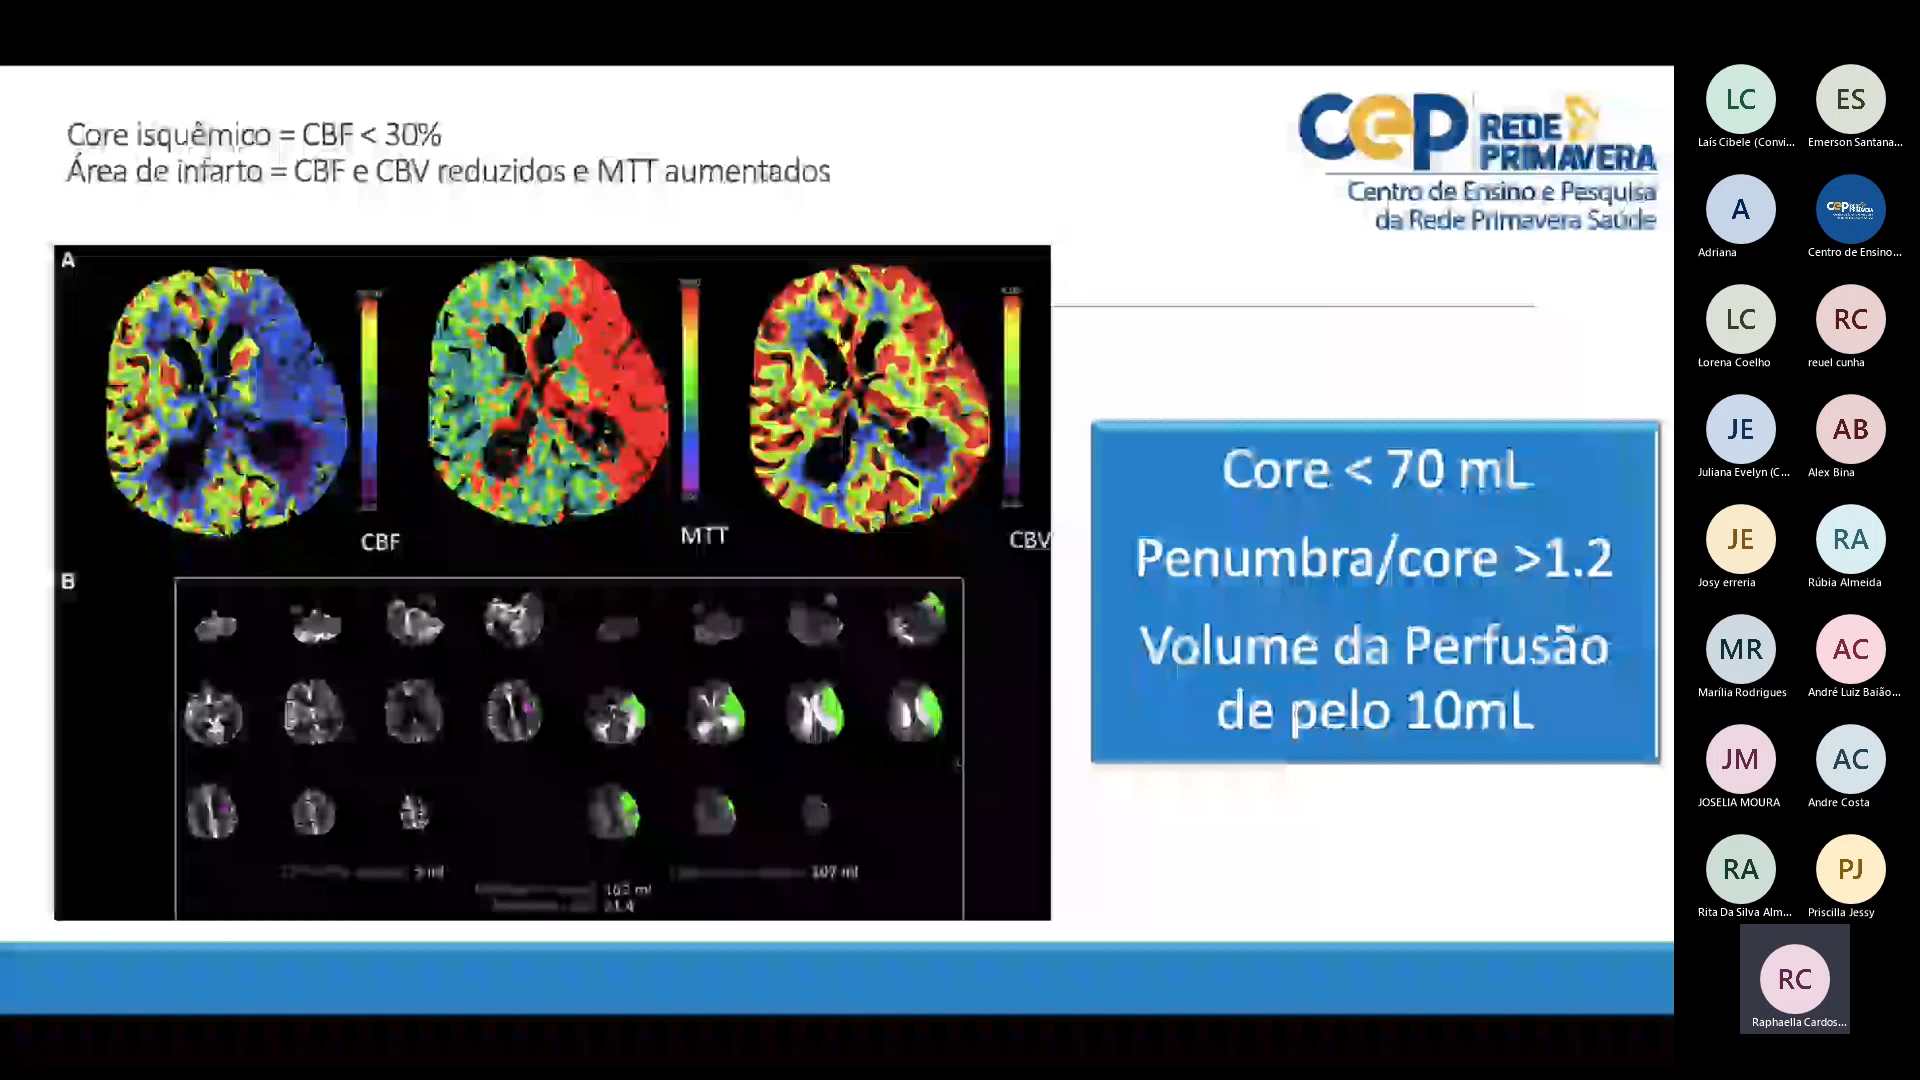 Core isquêmico = CBF < 30%
Área de infarto = CBF e CBV reduzidos e MTT aumentados
cep REDE PRIMAVERA
Centro de Ensino e Pesquisa
da Rede Primavera Saúde
A
CBF
MTT
CBV
B
Core < 70 mL
Penumbra/core >1.2
Volume da Perfusão
de pelo 10mL
LC
Laís Cibele (Convi...
ES
Emerson Santana...
A
Adriana
cep
Centro de Ensino...
LC
Lorena Coelho
RC
reuel cunha
JE
Juliana Evelyn (C...
AB
Alex Bina
JE
Josy erreria
RA
Rúbia Almeida
MR
Marília Rodrigues
AC
André Luiz Baião...
JM
JOSELIA MOURA
AC
Andre Costa
RA
Rita Da Silva Alm...
PJ
Priscilla Jessy
RC
Raphaella Cardos...